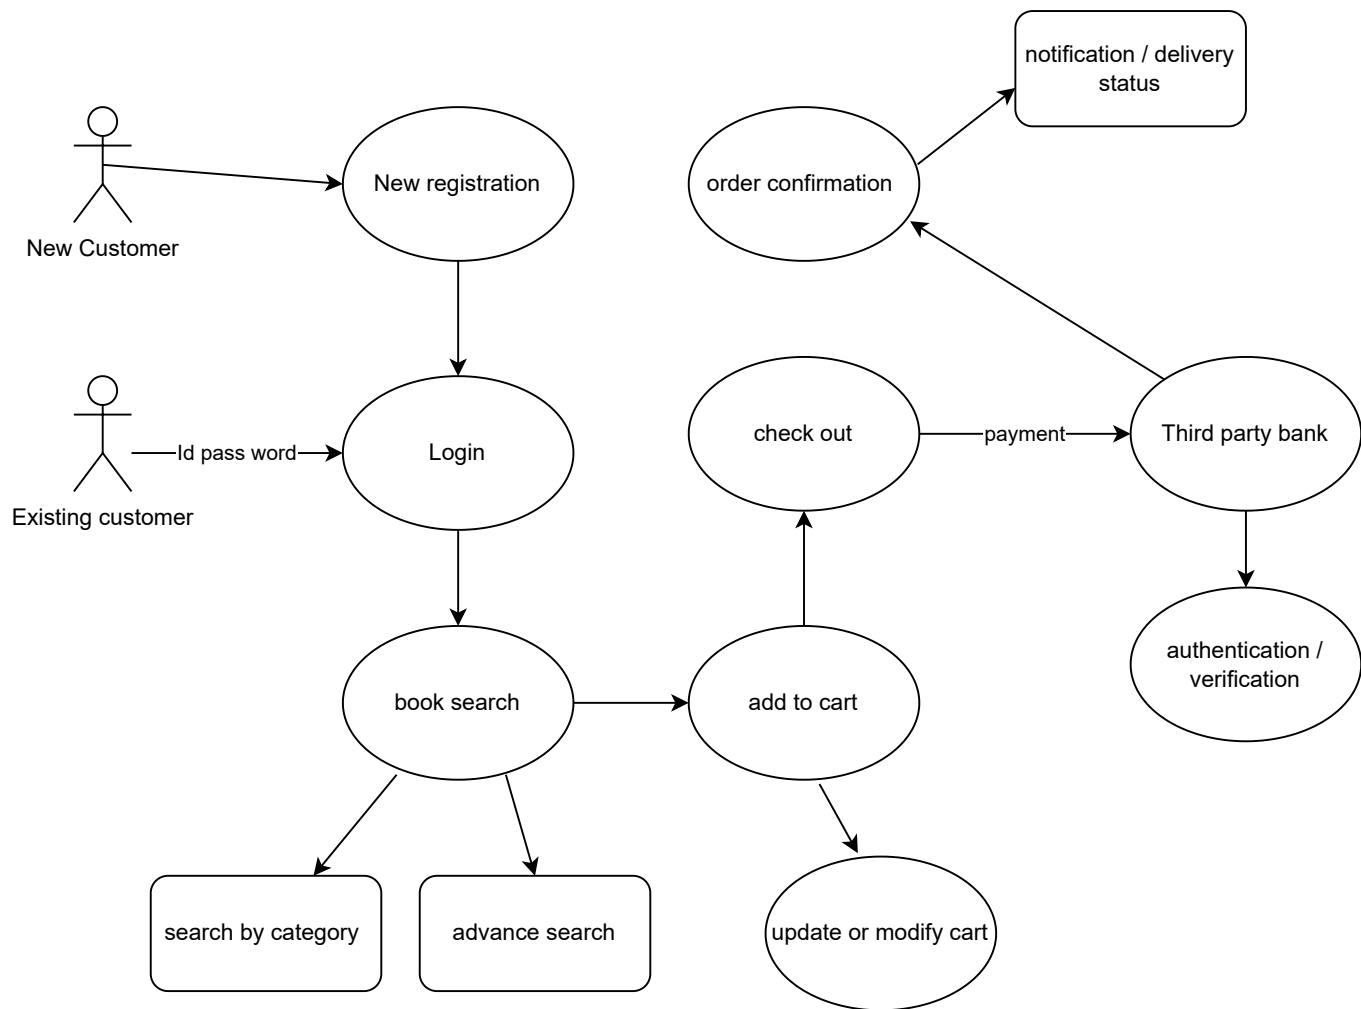 notification / delivery
status
New registration
order confirmation
New Customer
Id pass word
Login
check out
payment
Third party bank
Existing customer
authentication /
verification
book search
add to cart
search by category
advance search
update or modify cart